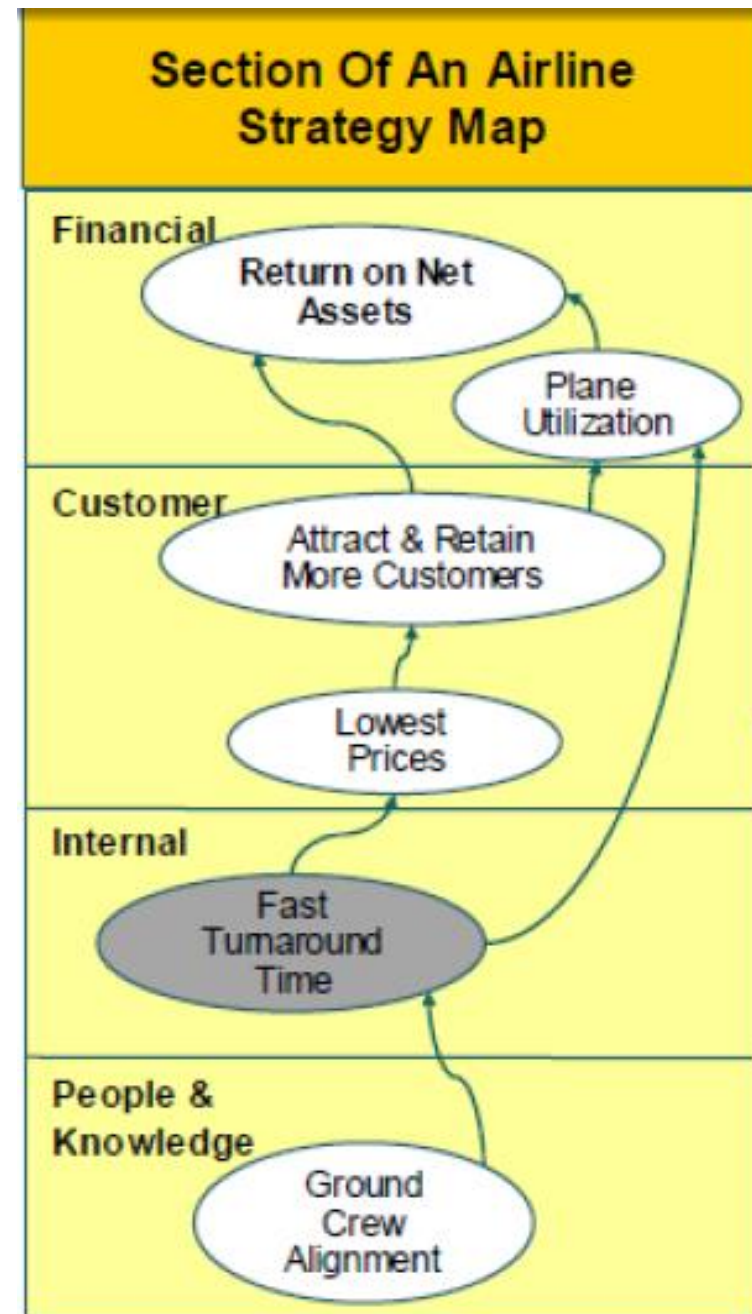 Section Of An Airline
Strategy Map
Financial
Return on Net
Assets
Plane
Utilization
Customer
Attract & Retain
More Customers
Lowest
Prices
Internal
Fast
Turnaround
Time
People &
Knowledge
Ground
Crew
Alignment